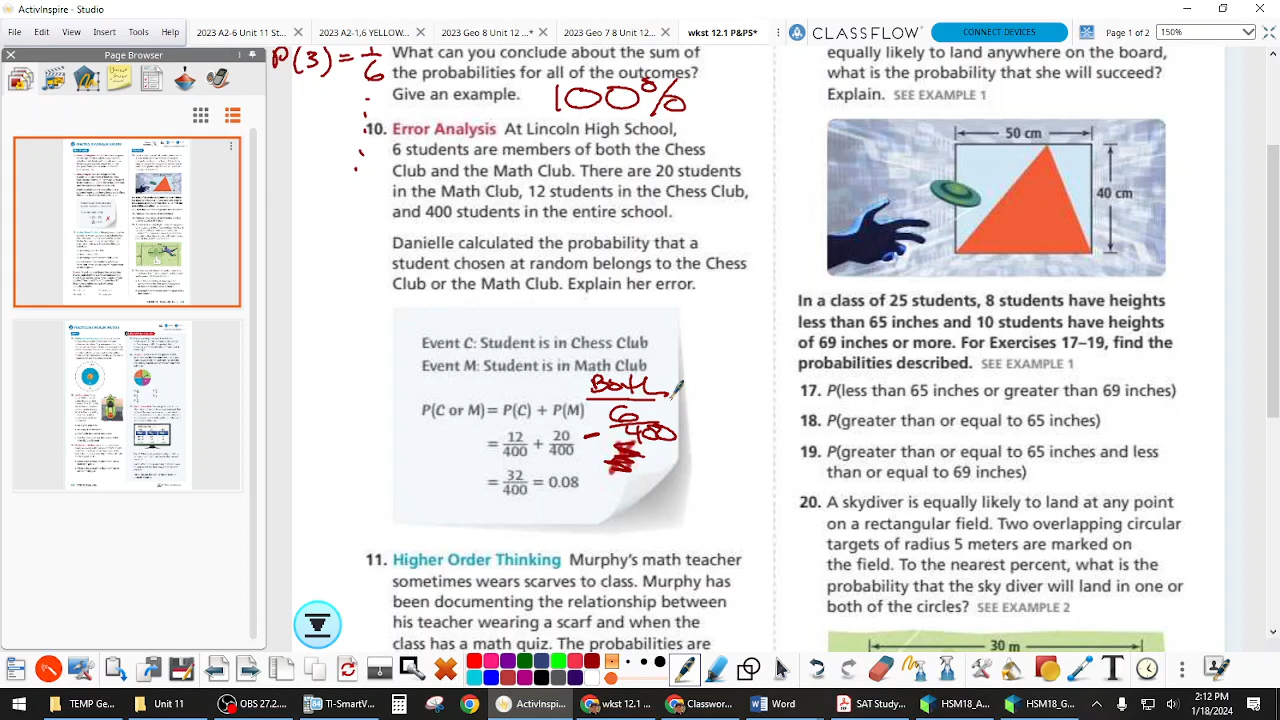 ActivInspire - Studio
2023 A2-6 Unit 11 St...
2023 A2-1,6 YELLOW...
2023 Geo 8 Unit 12 ...*
2023 Geo 7 8 Unit 12...
wkst 12.1 P&PS*
CLASSFLOW
CONNECT DEVICES
Page 1 of 2
150%
File Edit View Insert Tools Help
Page Browser
P(3) = 1/6
What can you conclude about the sum of
the probabilities for all of the outcomes?
Give an example.
100%
10. Error Analysis At Lincoln High School,
6 students are members of both the Chess
Club and the Math Club. There are 20 students
in the Math Club, 12 students in the Chess Club,
and 400 students in the entire school.
Danielle calculated the probability that a
student chosen at random belongs to the Chess
Club or the Math Club. Explain her error.
Event C: Student is in Chess Club
Event M: Student is in Math Club
Both
P(C or M) = P(C) + P(M)
= 12/400 + 20/400 - 6/400
= 32/400 = 0.08
11. Higher Order Thinking Murphy's math teacher
sometimes wears scarves to class. Murphy has
been documenting the relationship between
his teacher wearing a scarf and when the
class has a math quiz. The probabilities are
equally likely to land anywhere on the board,
what is the probability that she will succeed?
Explain. SEE EXAMPLE 1
50 cm
40 cm
In a class of 25 students, 8 students have heights
less than 65 inches and 10 students have heights
of 69 inches or more. For Exercises 17–19, find the
probabilities described. SEE EXAMPLE 1
17. P(less than 65 inches or greater than 69 inches)
18. P(greater than or equal to 65 inches)
19. P(greater than or equal to 65 inches and less
than or equal to 69 inches)
20. A skydiver is equally likely to land at any point
on a rectangular field. Two overlapping circular
targets of radius 5 meters are marked on
the field. To the nearest percent, what is the
probability that the sky diver will land in one or
both of the circles? SEE EXAMPLE 2
30 m
TEMP Ge...
Unit 11
OBS 27.2...
TI-SmartV...
ActivInspi...
wkst 12.1 ...
ClassFlow...
Word
SAT Study...
HSM18_A...
HSM18_G...
2:12 PM
1/18/2024